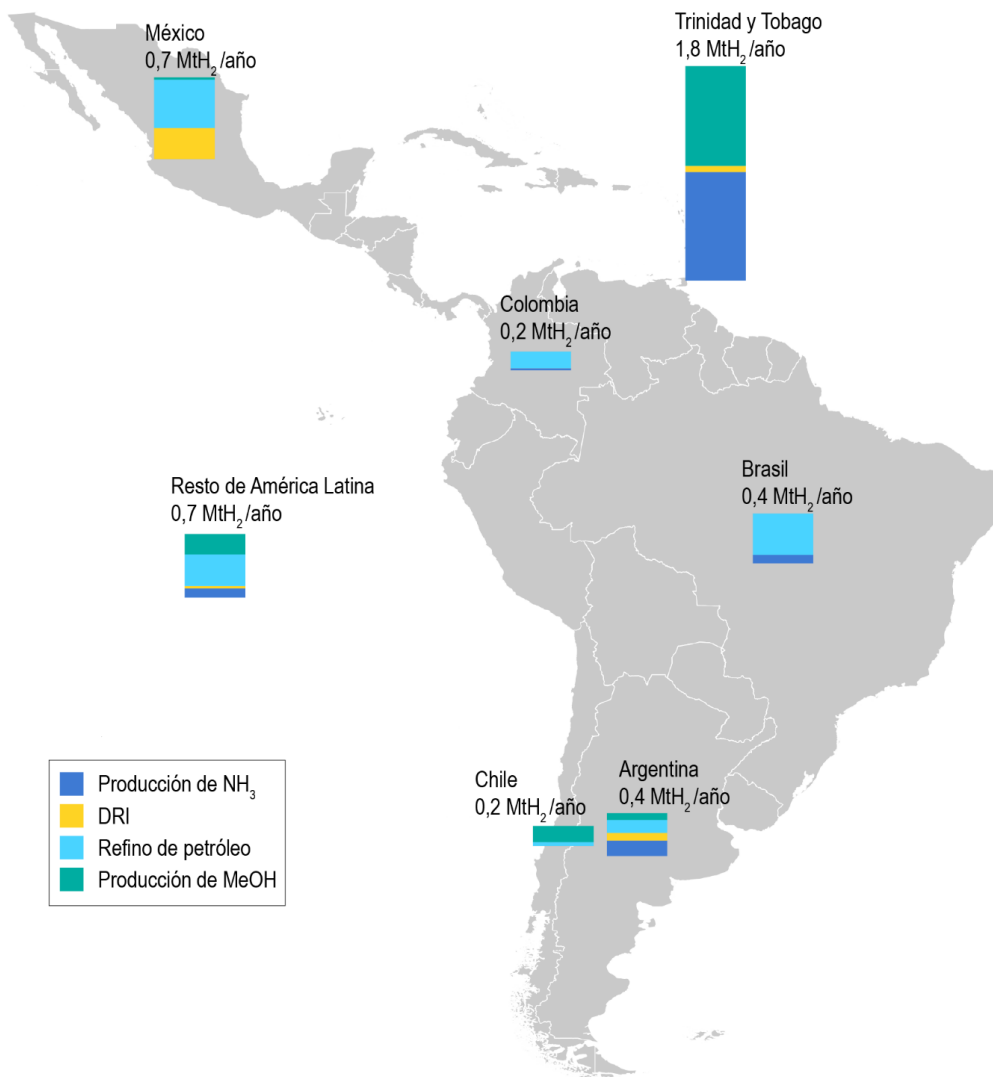 México
0,7 MtH₂/año
Trinidad y Tobago
1,8 MtH₂/año
Colombia
0,2 MtH₂/año
Resto de América Latina
0,7 MtH₂/año
Brasil
0,4 MtH₂/año
Chile
0,2 MtH₂/año
Argentina
0,4 MtH₂/año
Producción de NH₃
DRI
Refino de petróleo
Producción de MeOH